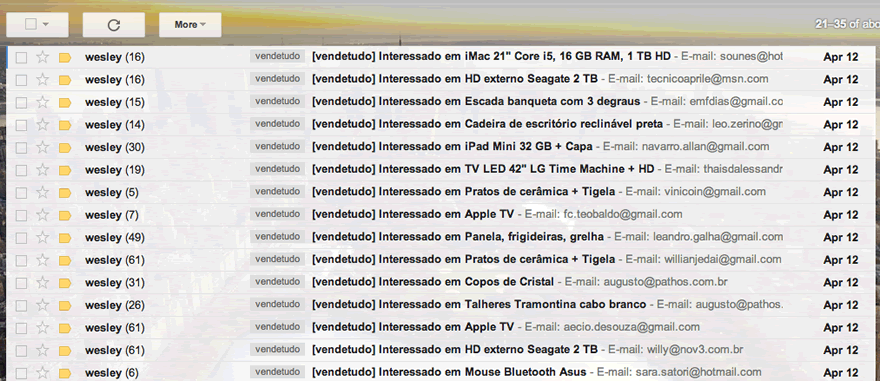 More
21–35 of abo
wesley (16) vendetudo [vendetudo] Interessado em iMac 21" Core i5, 16 GB RAM, 1 TB HD - E-mail: sounes@hot Apr 12
wesley (16) vendetudo [vendetudo] Interessado em HD externo Seagate 2 TB - E-mail: tecnicoaprile@msn.com Apr 12
wesley (15) vendetudo [vendetudo] Interessado em Escada banqueta com 3 degraus - E-mail: emfdias@gmail.co Apr 12
wesley (14) vendetudo [vendetudo] Interessado em Cadeira de escritório reclinável preta - E-mail: leo.zerino@gr Apr 12
wesley (30) vendetudo [vendetudo] Interessado em iPad Mini 32 GB + Capa - E-mail: navarro.allan@gmail.com Apr 12
wesley (19) vendetudo [vendetudo] Interessado em TV LED 42" LG Time Machine + HD - E-mail: thaisdalessandr Apr 12
wesley (5) vendetudo [vendetudo] Interessado em Pratos de cerâmica + Tigela - E-mail: vinicoin@gmail.com Apr 12
wesley (7) vendetudo [vendetudo] Interessado em Apple TV - E-mail: fc.teobaldo@gmail.com Apr 12
wesley (49) vendetudo [vendetudo] Interessado em Panela, frigideiras, grelha - E-mail: leandro.galha@gmail.com Apr 12
wesley (61) vendetudo [vendetudo] Interessado em Pratos de cerâmica + Tigela - E-mail: willianjedai@gmail.com Apr 12
wesley (31) vendetudo [vendetudo] Interessado em Copos de Cristal - E-mail: augusto@pathos.com.br Apr 12
wesley (26) vendetudo [vendetudo] Interessado em Talheres Tramontina cabo branco - E-mail: augusto@pathos. Apr 12
wesley (61) vendetudo [vendetudo] Interessado em Apple TV - E-mail: aecio.desouza@gmail.com Apr 12
wesley (61) vendetudo [vendetudo] Interessado em HD externo Seagate 2 TB - E-mail: willy@nov3.com.br Apr 12
wesley (6) vendetudo [vendetudo] Interessado em Mouse Bluetooth Asus - E-mail: sara.satori@hotmail.com Apr 12